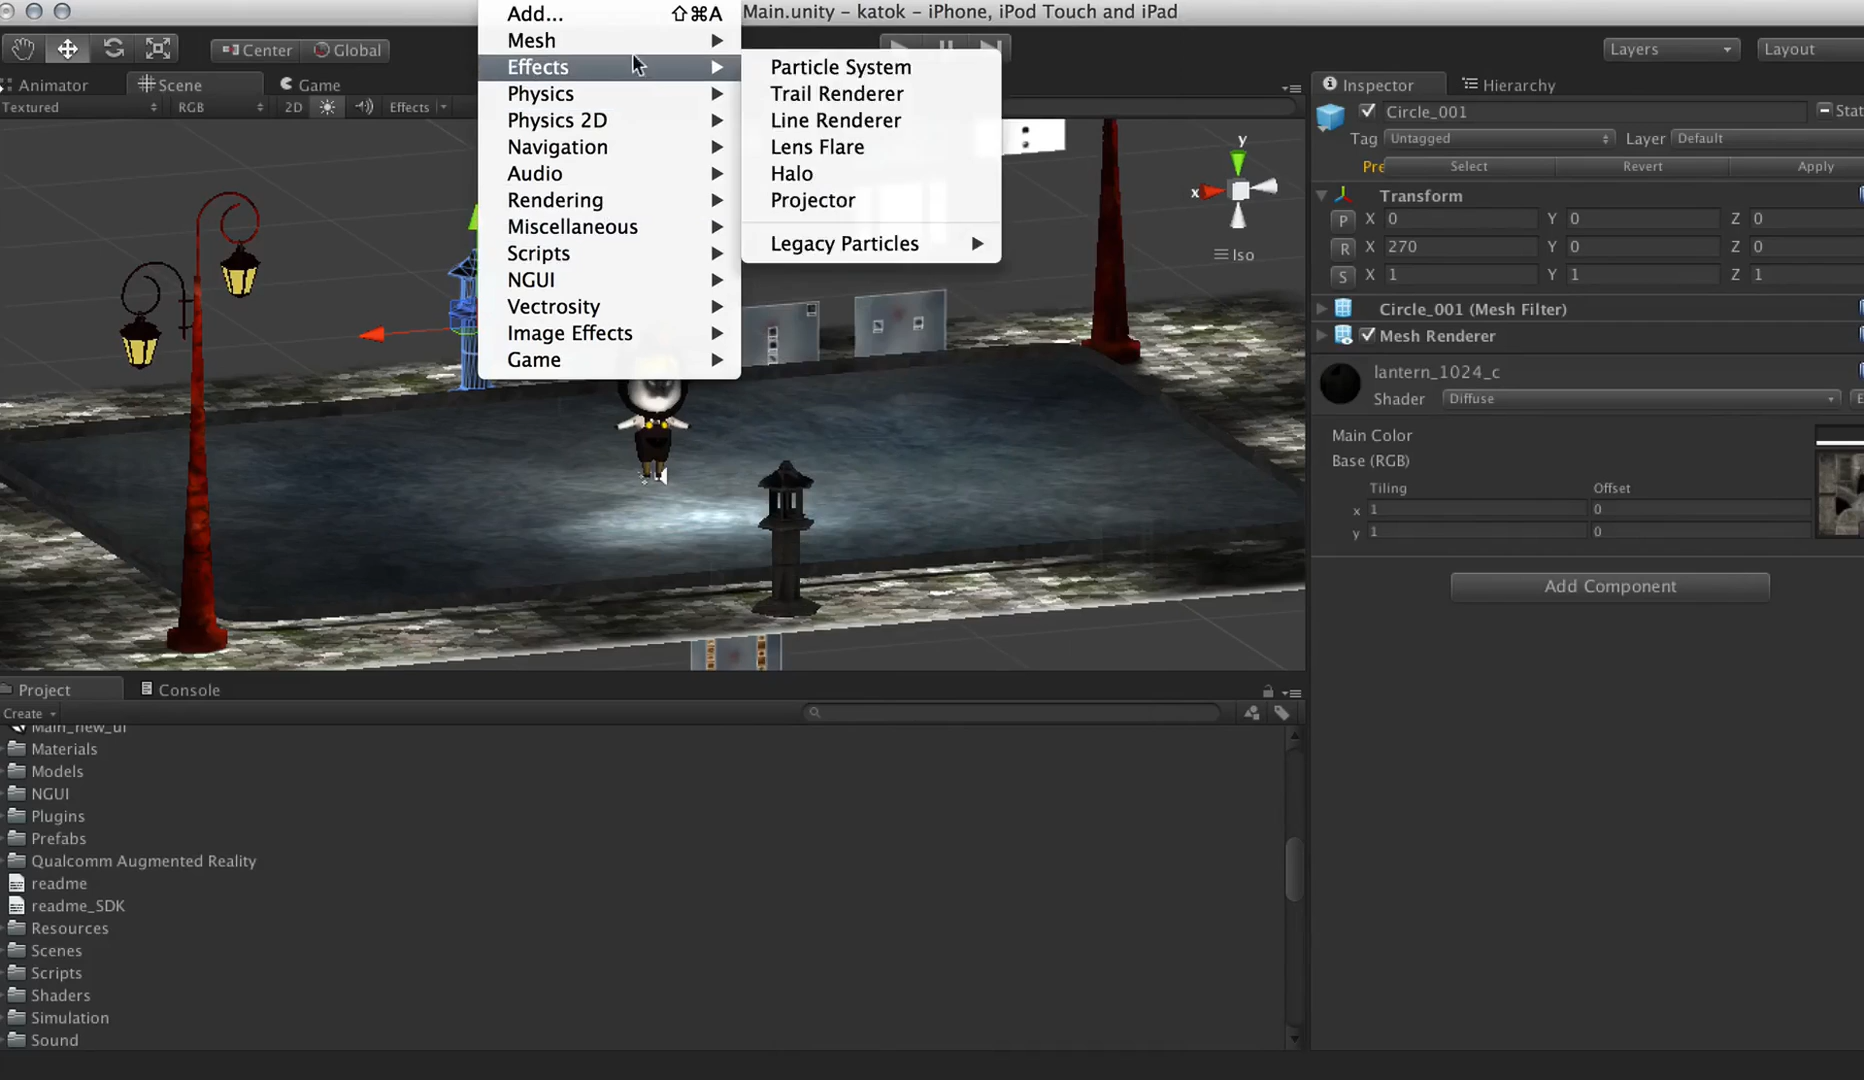 Main.unity – katok – iPhone, iPod Touch and iPad
Add... ⇧⌘A
Mesh
Effects
Physics
Physics 2D
Navigation
Audio
Rendering
Miscellaneous
Scripts
NGUI
Vectrosity
Image Effects
Game
Particle System
Trail Renderer
Line Renderer
Lens Flare
Halo
Projector
Legacy Particles
Center Global
Layers Layout
Animator Scene Game
Textured RGB 2D Effects
y
x
Iso
Inspector Hierarchy
Circle_001
Tag Untagged Layer Default
Select Revert Apply
Transform
P X 0 Y 0 Z 0
R X 270 Y 0 Z 0
S X 1 Y 1 Z 1
Circle_001 (Mesh Filter)
Mesh Renderer
lantern_1024_c
Shader Diffuse
Main Color
Base (RGB)
Tiling Offset
x 1 0
y 1 0
Add Component
Project Console
Create
Main_new_ui
Materials
Models
NGUI
Plugins
Prefabs
Qualcomm Augmented Reality
readme
readme_SDK
Resources
Scenes
Scripts
Shaders
Simulation
Sound